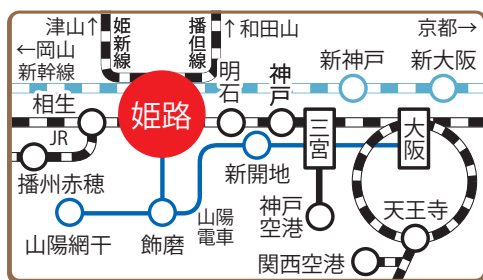 津山↑
姫新線
播但線
↑和田山
京都→
←岡山
新幹線
新神戸
新大阪
相生
姫路
明石
神戸
三宮
大阪
JR
播州赤穂
新開地
山陽網干
飾磨
山陽
電車
神戸
空港
天王寺
関西空港